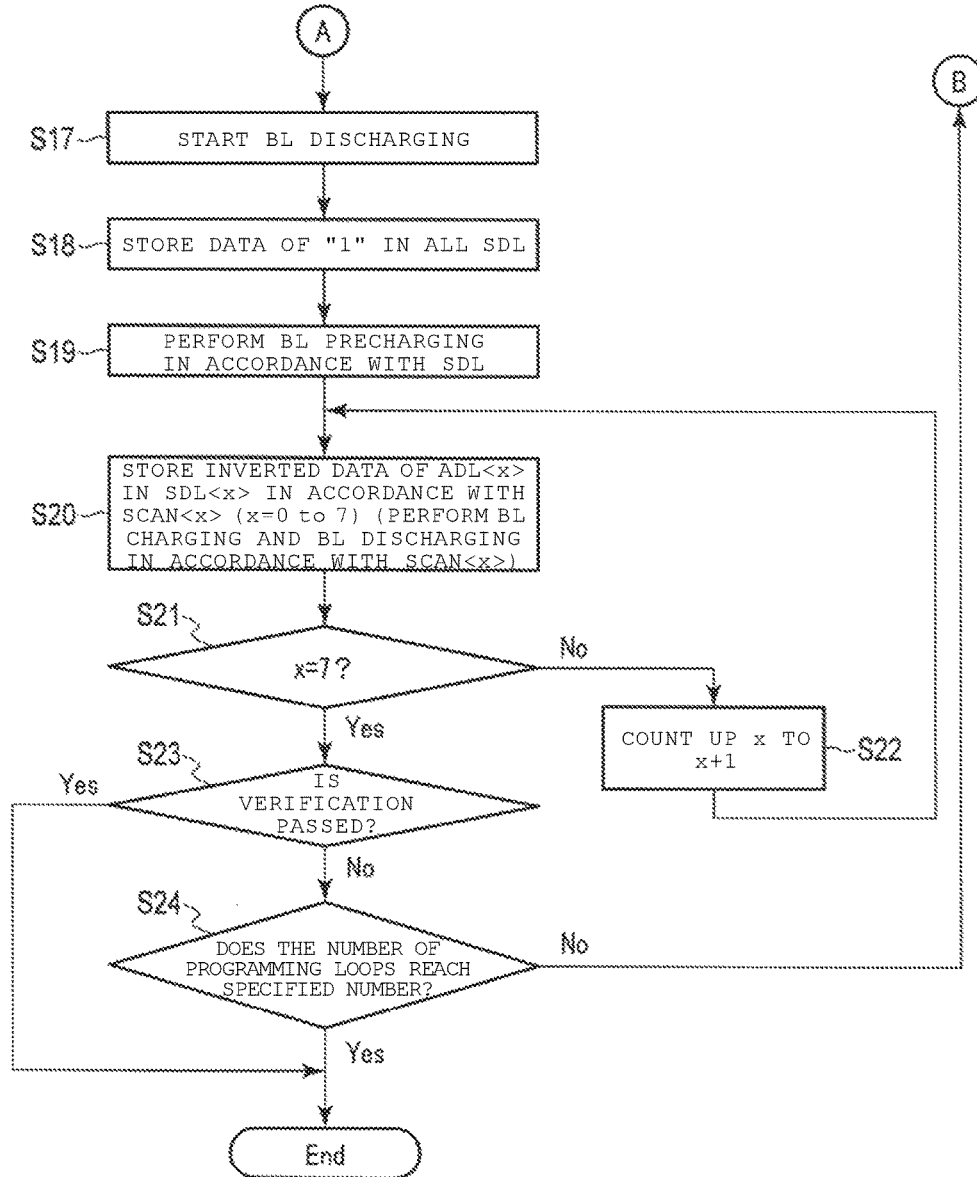 A
B
S17
START BL DISCHARGING
S18
STORE DATA OF "1" IN ALL SDL
S19
PERFORM BL PRECHARGING
IN ACCORDANCE WITH SDL
S20
STORE INVERTED DATA OF ADL<x>
IN SDL<x> IN ACCORDANCE WITH
SCAN<x> (x=0 to 7) (PERFORM BL
CHARGING AND BL DISCHARGING
IN ACCORDANCE WITH SCAN<x>)
S21
x=7?
No
Yes
COUNT UP x TO
x+1
S22
S23
Yes
IS
VERIFICATION
PASSED?
No
S24
DOES THE NUMBER OF
PROGRAMMING LOOPS REACH
SPECIFIED NUMBER?
No
Yes
End